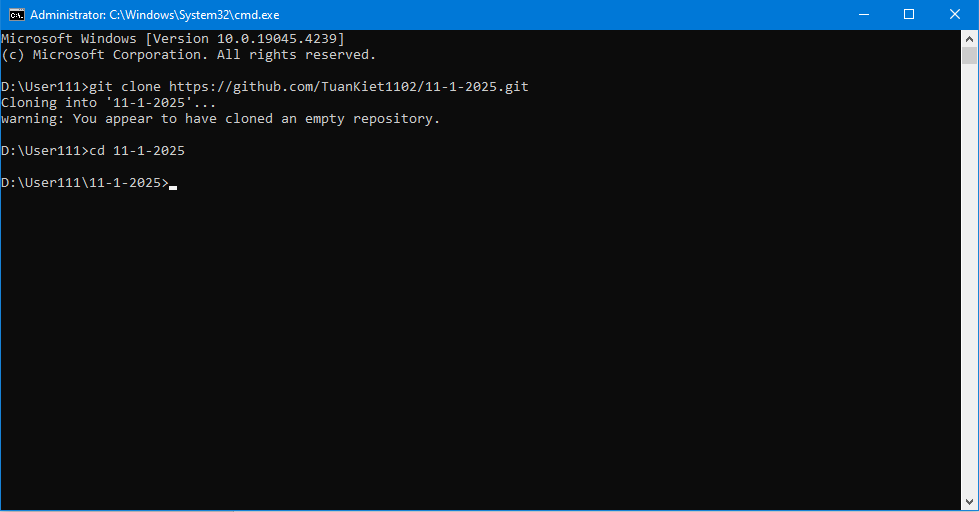 Administrator: C:\Windows\System32\cmd.exe
Microsoft Windows [Version 10.0.19045.4239]
(c) Microsoft Corporation. All rights reserved.
D:\User111>git clone https://github.com/TuanKiet1102/11-1-2025.git
Cloning into '11-1-2025'...
warning: You appear to have cloned an empty repository.
D:\User111>cd 11-1-2025
D:\User111\11-1-2025>